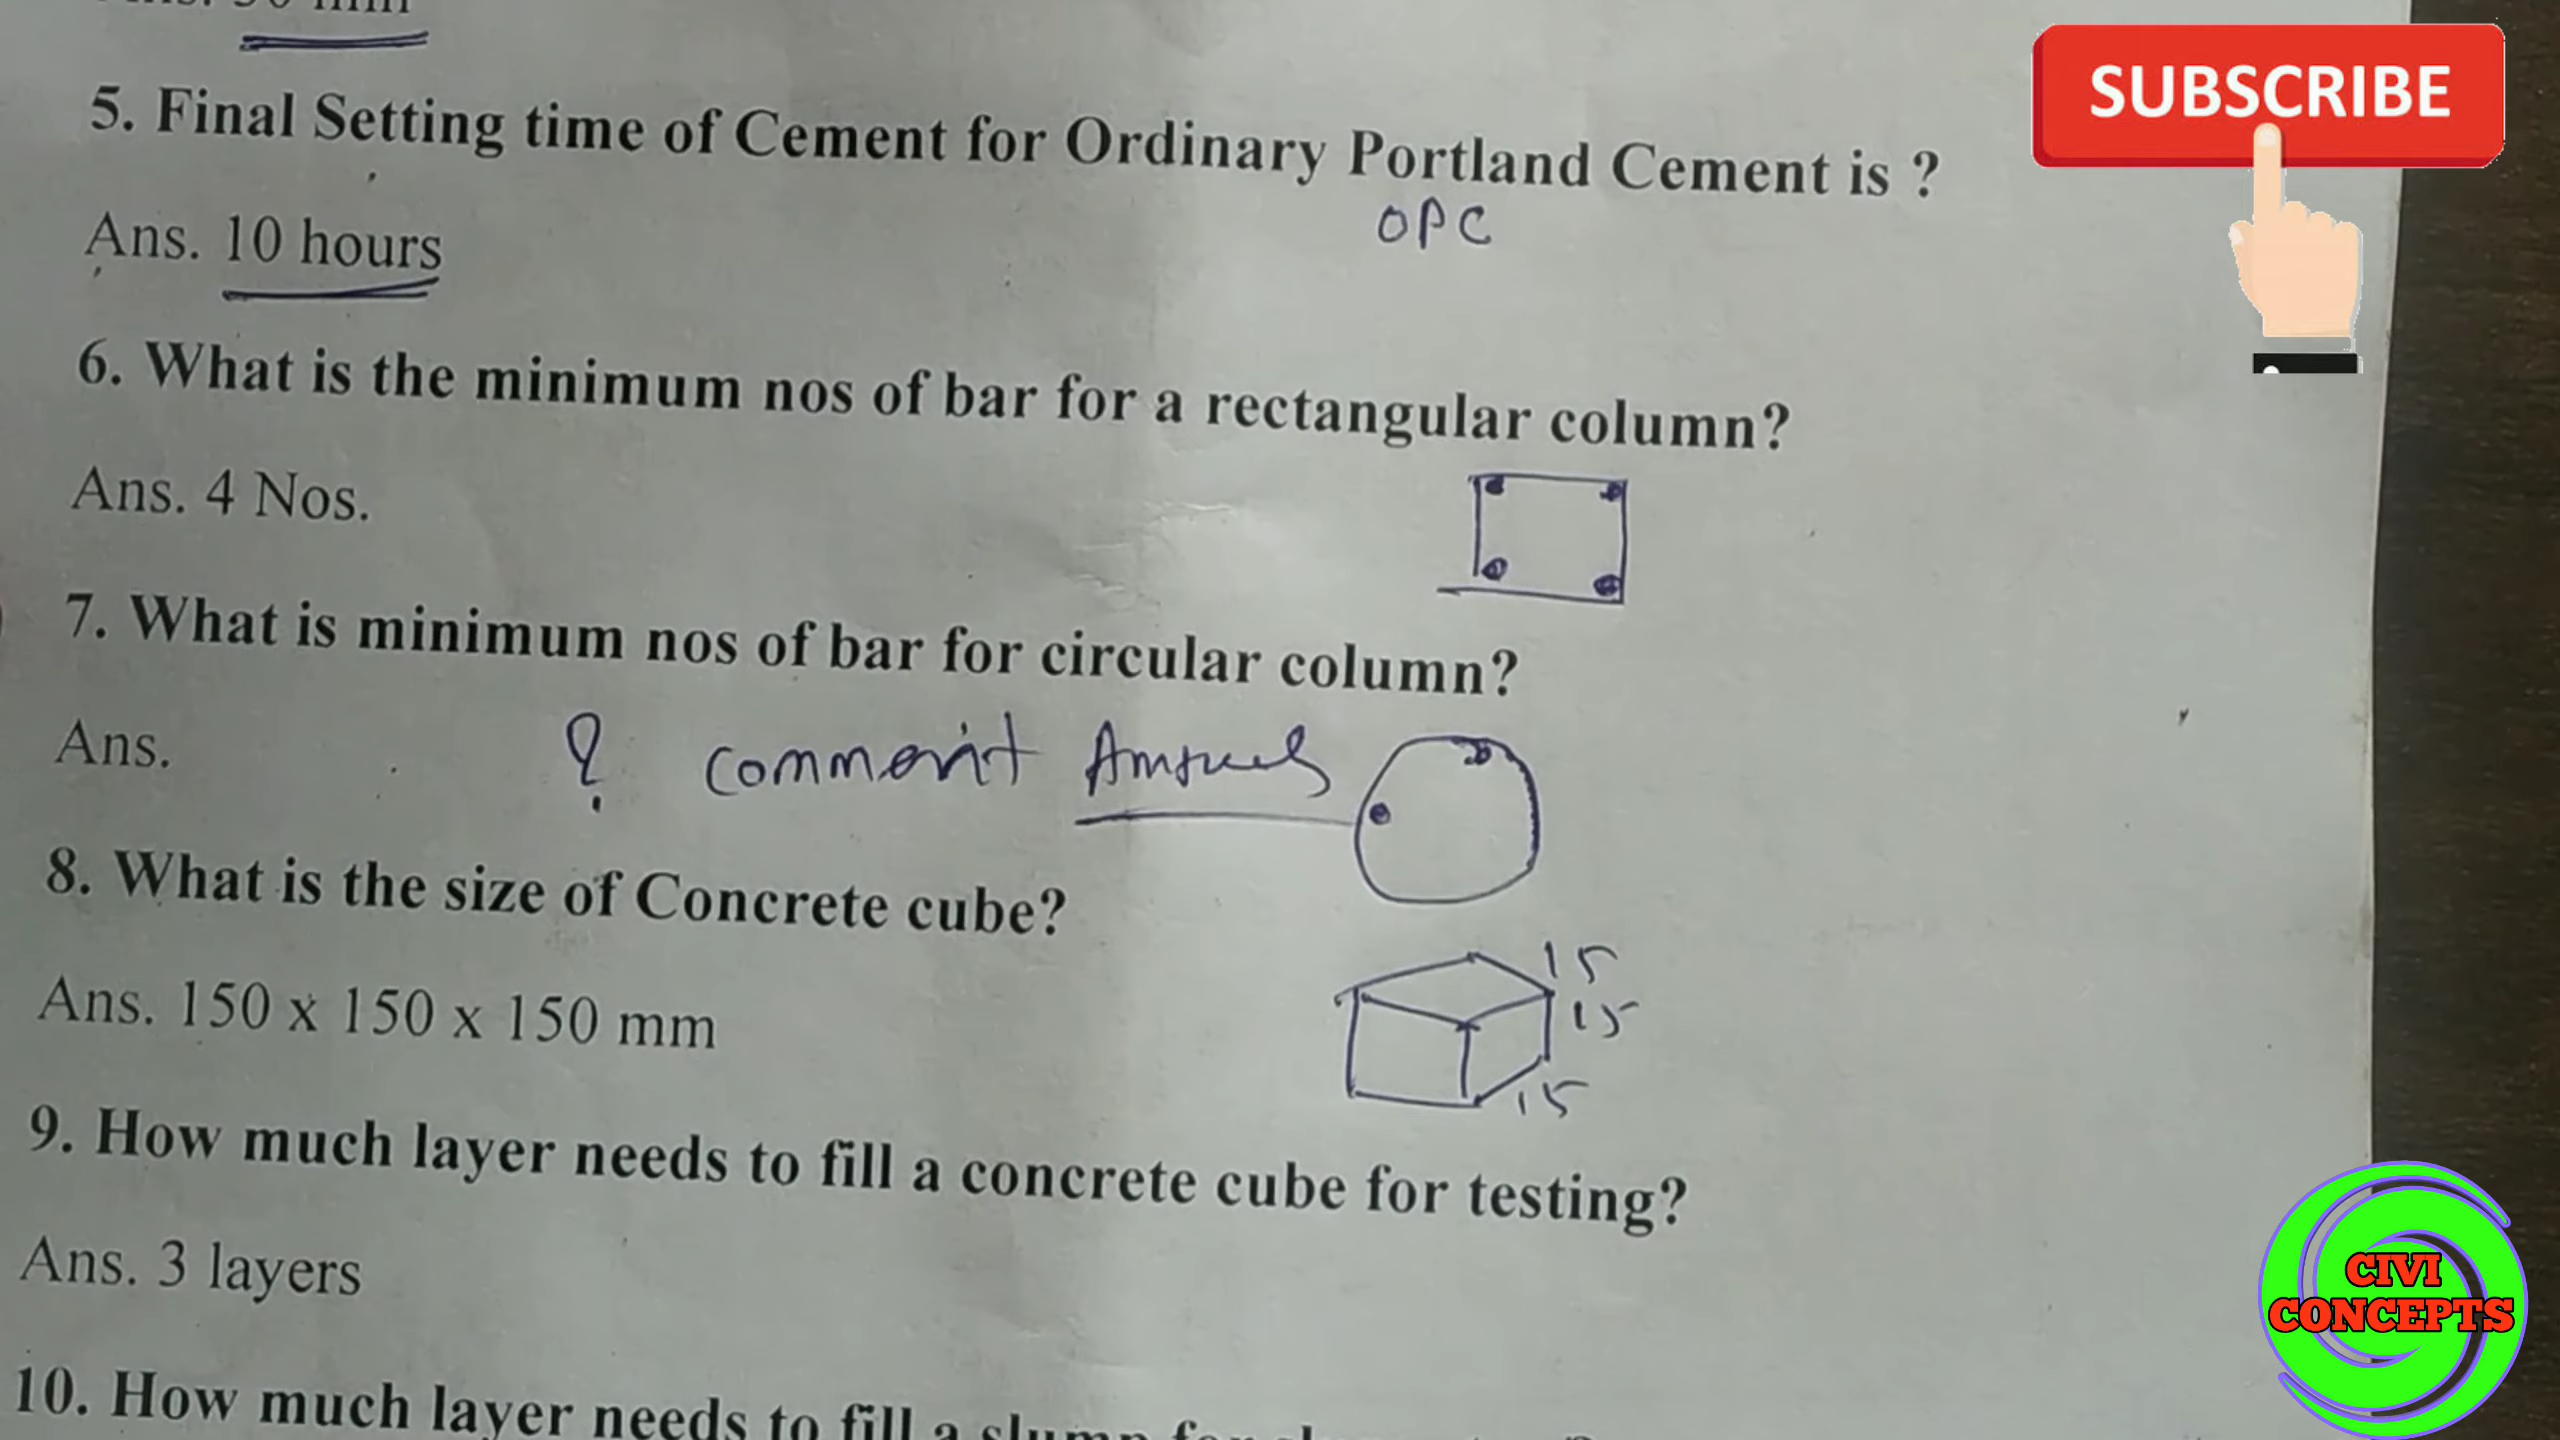 SUBSCRIBE
5. Final Setting time of Cement for Ordinary Portland Cement is ?
OPC
Ans. 10 hours
6. What is the minimum nos of bar for a rectangular column?
Ans. 4 Nos.
7. What is minimum nos of bar for circular column?
Ans. ? comment
8. What is the size of Concrete cube?
15
Ans. 150 x 150 x 150 mm
15
15
9. How much layer needs to fill a concrete cube for testing?
Ans. 3 layers
CIVI
CONCEPTS
10. How much layer needs to fill a slump